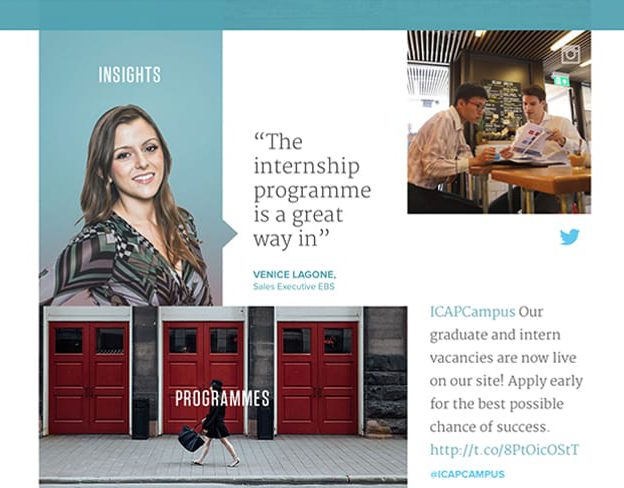 INSIGHTS
“The
internship
programme
is a great
way in”
VENICE LAGONE,
Sales Executive EBS
PROGRAMMES
ICAPCampus Our
graduate and intern
vacancies are now live
on our site! Apply early
for the best possible
chance of success.
http://t.co/8PtOicOStT
@ICAPCAMPUS